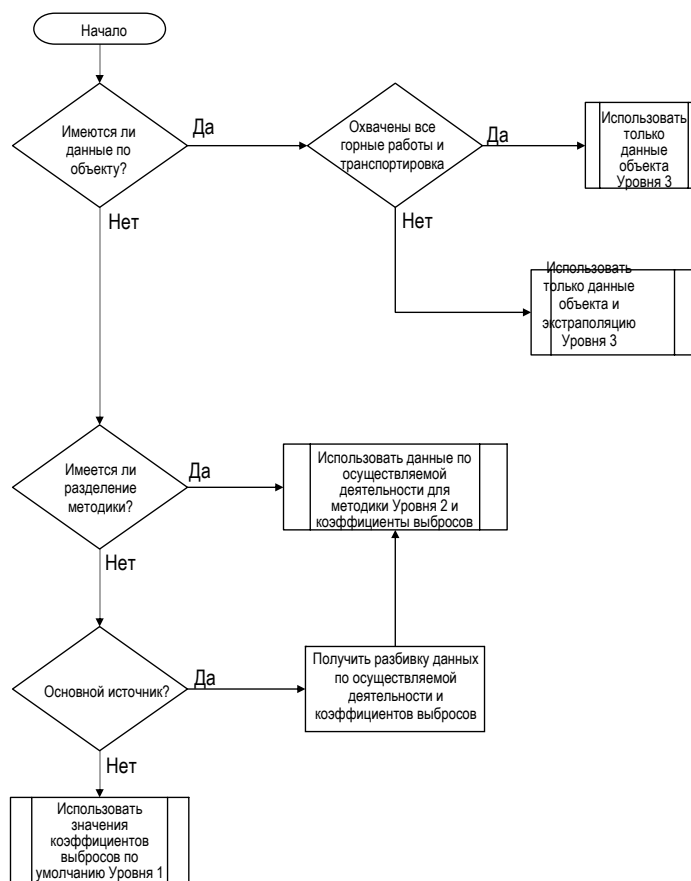 Начало
Имеются ли
данные по
объекту?
Да
Охвачены все
горные работы и
транспортировка
Да
Использовать
только
данные
объекта
Уровня 3
Нет
Нет
Использовать
только данные
объекта и
экстраполяцию
Уровня 3
Имеется ли
разделение
методики?
Да
Использовать данные по
осуществляемой
деятельности для
методики Уровня 2 и
коэффициенты выбросов
Нет
Основной источник?
Да
Получить разбивку данных
по осуществляемой
деятельности и
коэффициентов выбросов
Нет
Использовать
значения
коэффициентов
выбросов по
умолчанию Уровня 1